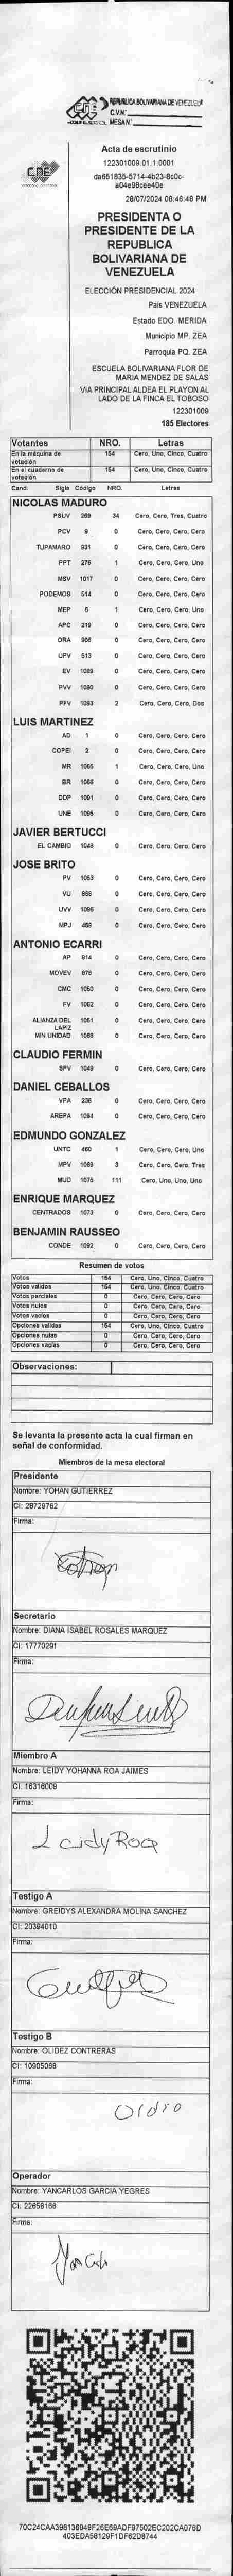 CNE
REPÚBLICA BOLIVARIANA DE VENEZUELA
C.V.N°:
MESA N°:
CNE
Acta de escrutinio
122301009.01.1.0001
da651835-5714-4b23-8c0c-
a04e98cee40e
28/07/2024 08:46:48 PM
PRESIDENTA O
PRESIDENTE DE LA
REPUBLICA
BOLIVARIANA DE
VENEZUELA
ELECCIÓN PRESIDENCIAL 2024
Pais VENEZUELA
Estado EDO. MERIDA
Municipio MP. ZEA
Parroquia PQ. ZEA
ESCUELA BOLIVARIANA FLOR DE
MARIA MENDEZ DE SALAS
VIA PRINCIPAL ALDEA EL PLAYON AL
LADO DE LA FINCA EL TOBOSO
122301009
185 Electores
Votantes NRO. Letras
En la máquina de votación 154 Cero, Uno, Cinco, Cuatro
En el cuaderno de votación 154 Cero, Uno, Cinco, Cuatro
Cand. Sigla Código NRO. Letras
NICOLAS MADURO
PSUV 269 34 Cero, Cero, Tres, Cuatro
PCV 9 0 Cero, Cero, Cero, Cero
TUPAMARO 931 0 Cero, Cero, Cero, Cero
PPT 276 1 Cero, Cero, Cero, Uno
MSV 1017 0 Cero, Cero, Cero, Cero
PODEMOS 514 0 Cero, Cero, Cero, Cero
MEP 6 1 Cero, Cero, Cero, Uno
APC 219 0 Cero, Cero, Cero, Cero
ORA 906 0 Cero, Cero, Cero, Cero
UPV 513 0 Cero, Cero, Cero, Cero
EV 1089 0 Cero, Cero, Cero, Cero
PVV 1090 0 Cero, Cero, Cero, Cero
PFV 1093 2 Cero, Cero, Cero, Dos
LUIS MARTINEZ
AD 1 0 Cero, Cero, Cero, Cero
COPEI 2 0 Cero, Cero, Cero, Cero
MR 1065 1 Cero, Cero, Cero, Uno
BR 1066 0 Cero, Cero, Cero, Cero
DDP 1091 0 Cero, Cero, Cero, Cero
UNE 1095 0 Cero, Cero, Cero, Cero
JAVIER BERTUCCI
EL CAMBIO 1046 0 Cero, Cero, Cero, Cero
JOSE BRITO
PV 1053 0 Cero, Cero, Cero, Cero
VU 0 Cero, Cero, Cero, Cero
UVV 1096 0 Cero, Cero, Cero, Cero
MPJ 458 0 Cero, Cero, Cero, Cero
ANTONIO ECARRI
AP 914 0 Cero, Cero, Cero, Cero
MOVEV 978 0 Cero, Cero, Cero, Cero
CMC 1050 0 Cero, Cero, Cero, Cero
FV 1052 0 Cero, Cero, Cero, Cero
ALIANZA DEL LAPIZ 1051 0 Cero, Cero, Cero, Cero
MIN UNIDAD 1068 0 Cero, Cero, Cero, Cero
CLAUDIO FERMIN
SPV 1049 0 Cero, Cero, Cero, Cero
DANIEL CEBALLOS
VPA 236 0 Cero, Cero, Cero, Cero
AREPA 1094 0 Cero, Cero, Cero, Cero
EDMUNDO GONZALEZ
UNTC 460 1 Cero, Cero, Cero, Uno
MPV 1069 3 Cero, Cero, Cero, Tres
MUD 1075 111 Cero, Uno, Uno, Uno
ENRIQUE MARQUEZ
CENTRADOS 1073 0 Cero, Cero, Cero, Cero
BENJAMIN RAUSSEO
CONDE 1092 0 Cero, Cero, Cero, Cero
Resumen de votos
Votos 154 Cero, Uno, Cinco, Cuatro
Votos validos 154 Cero, Uno, Cinco, Cuatro
Votos parciales 0 Cero, Cero, Cero, Cero
Votos nulos 0 Cero, Cero, Cero, Cero
Votos vacios 0 Cero, Cero, Cero, Cero
Opciones validas 154 Cero, Uno, Cinco, Cuatro
Opciones nulas 0 Cero, Cero, Cero, Cero
Opciones vacias 0 Cero, Cero, Cero, Cero
Observaciones:
Se levanta la presente acta la cual firman en
señal de conformidad.
Miembros de la mesa electoral
Presidente
Nombre: YOHAN GUTIERREZ
CI: 28729762
Firma:
Secretario
Nombre: DIANA ISABEL ROSALES MARQUEZ
CI: 17770291
Firma:
Miembro A
Nombre: LEIDY YOHANNA ROA JAIMES
CI: 16316009
Firma:
Leidy Roa
Testigo A
Nombre: GREIDYS ALEXANDRA MOLINA SANCHEZ
CI: 20394010
Firma:
Testigo B
Nombre: OLIDEZ CONTRERAS
CI: 10905068
Firma:
Operador
Nombre: YANCARLOS GARCIA YEGRES
CI: 22658166
Firma:
70C24CAA398136049F26E69ADF97502EC202CA076D
403EDA58129F1DF62D8744